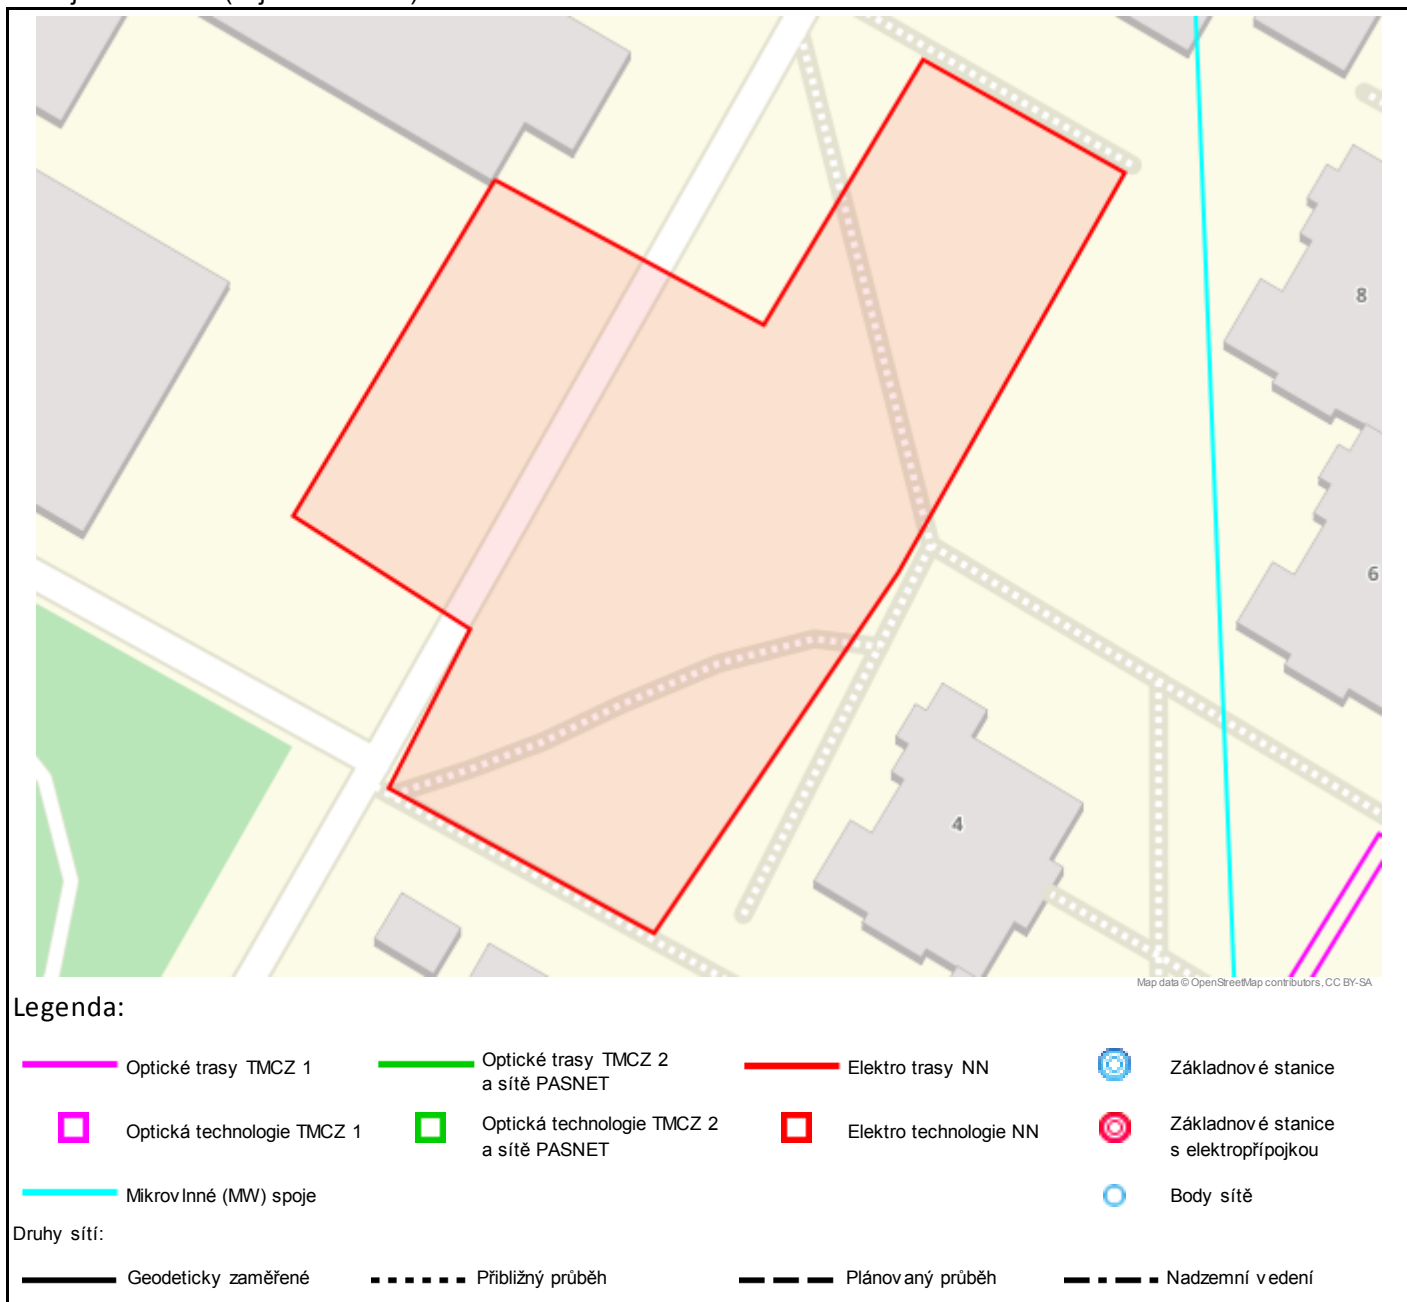 8
6
4
Map data © OpenStreetMap contributors, CC BY-SA
Legenda:
Optické trasy TMCZ 1
Optické trasy TMCZ 2
a sítě PASNET
Elektro trasy NN
Základnové stanice
Optická technologie TMCZ 1
Optická technologie TMCZ 2
a sítě PASNET
Elektro technologie NN
Základnové stanice
s elektropřípojkou
Mikrovlnné (MW) spoje
Body sítě
Druhy sítí:
Geodeticky zaměřené
Přibližný průběh
Plánovaný průběh
Nadzemní vedení